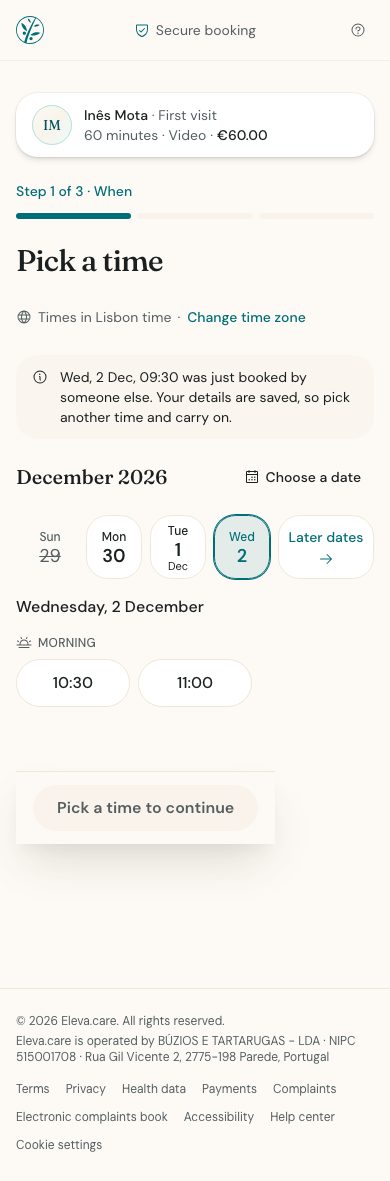 Secure booking
IM
Inês Mota · First visit
60 minutes · Video · €60.00
Step 1 of 3 · When
Pick a time
Times in Lisbon time · Change time zone
Wed, 2 Dec, 09:30 was just booked by
someone else. Your details are saved, so pick
another time and carry on.
December 2026
Choose a date
Sun
29
Mon
30
Tue
1
Dec
Wed
2
Later dates
→
Wednesday, 2 December
MORNING
10:30
11:00
Pick a time to continue
© 2026 Eleva.care. All rights reserved.
Eleva.care is operated by BÚZIOS E TARTARUGAS - LDA · NIPC
515001708 · Rua Gil Vicente 2, 2775-198 Parede, Portugal
Terms Privacy Health data Payments Complaints
Electronic complaints book Accessibility Help center
Cookie settings